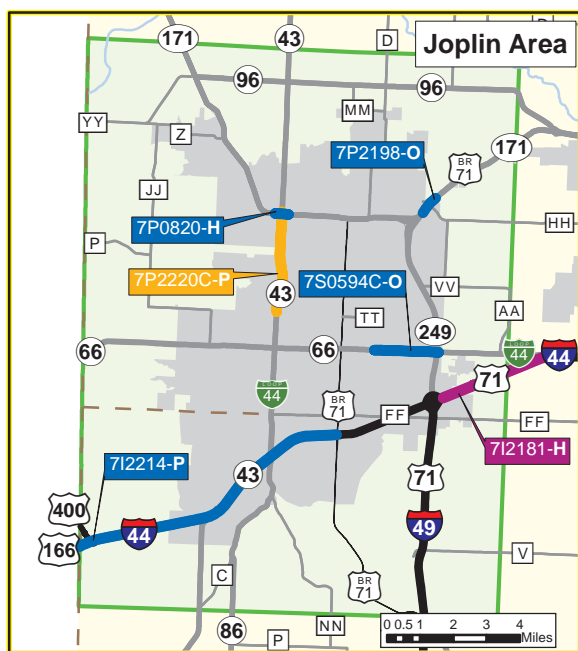 Joplin Area
171
43
D
D
96
96
MM
YY
Z
7P2198-O
BR
71
171
JJ
7P0820-H
HH
P
7P2220C-P
43
7S0594C-O
VV
TT
AA
249
66
66
LOOP
44
44
71
LOOP
44
BR
71
FF
FF
7I2181-H
7I2214-P
43
71
400
166
44
49
V
C
BR
71
NN
86
P
0 0.5 1 2 3 4
Miles